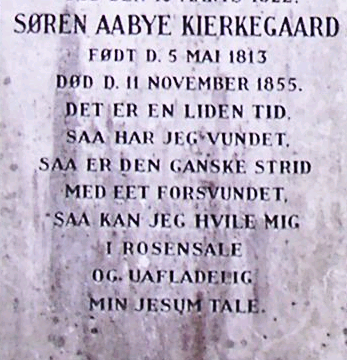 SØREN AABYE KIERKEGAARD
FØDT D. 5 MAI 1813
DØD D. 11 NOVEMBER 1855.
DET ER EN LIDEN TID,
SAA HAR JEG VUNDET,
SAA ER DEN GANSKE STRID
MED EET FORSVUNDET,
SAA KAN JEG HVILE MIG
I ROSENSALE
OG UAFLADELIG
MIN JESUM TALE.